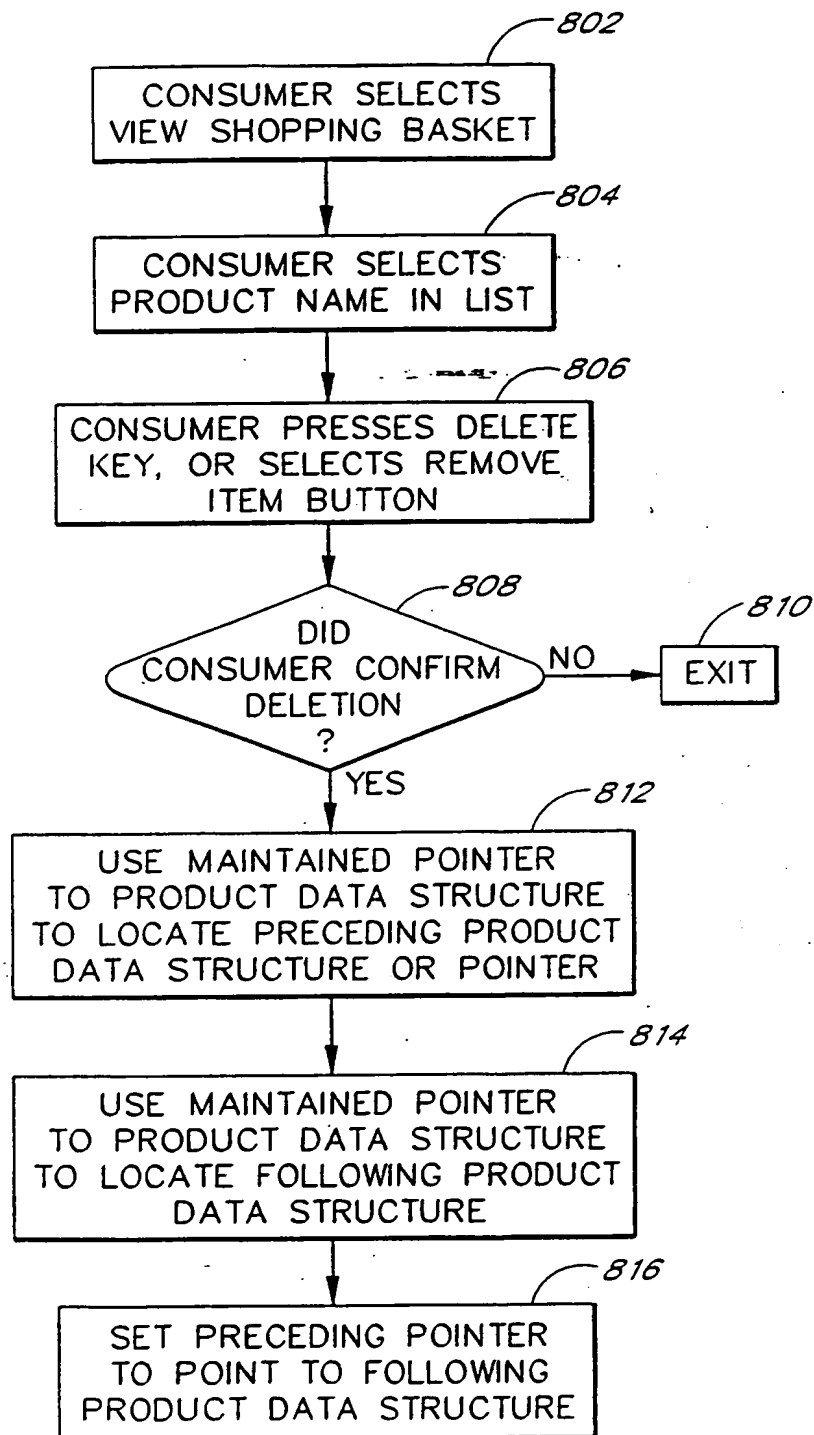 802
CONSUMER SELECTS
VIEW SHOPPING BASKET
804
CONSUMER SELECTS
PRODUCT NAME IN LIST
806
CONSUMER PRESSES DELETE
KEY, OR SELECTS REMOVE
ITEM BUTTON
808
DID
CONSUMER CONFIRM
DELETION
?
NO
810
EXIT
YES
812
USE MAINTAINED POINTER
TO PRODUCT DATA STRUCTURE
TO LOCATE PRECEDING PRODUCT
DATA STRUCTURE OR POINTER
814
USE MAINTAINED POINTER
TO PRODUCT DATA STRUCTURE
TO LOCATE FOLLOWING PRODUCT
DATA STRUCTURE
816
SET PRECEDING POINTER
TO POINT TO FOLLOWING
PRODUCT DATA STRUCTURE